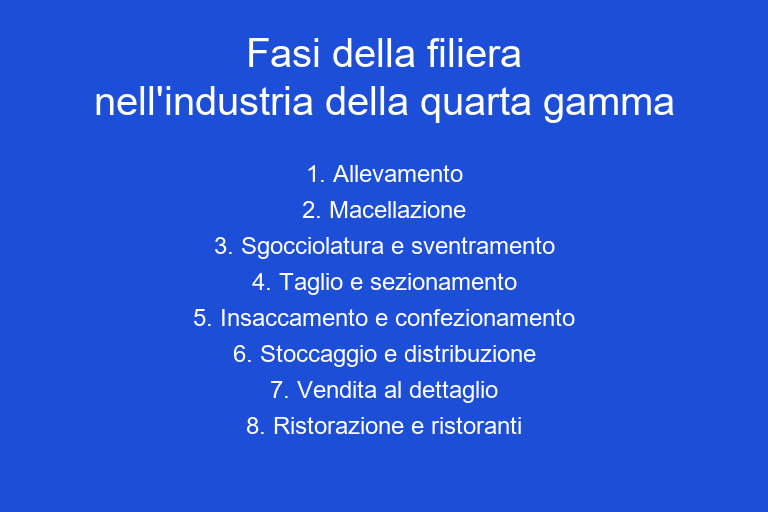 Fasi della filiera
nell'industria della quarta gamma
1. Allevamento
2. Macellazione
3. Sgocciolatura e sventramento
4. Taglio e sezionamento
5. Insaccamento e confezionamento
6. Stoccaggio e distribuzione
7. Vendita al dettaglio
8. Ristorazione e ristoranti